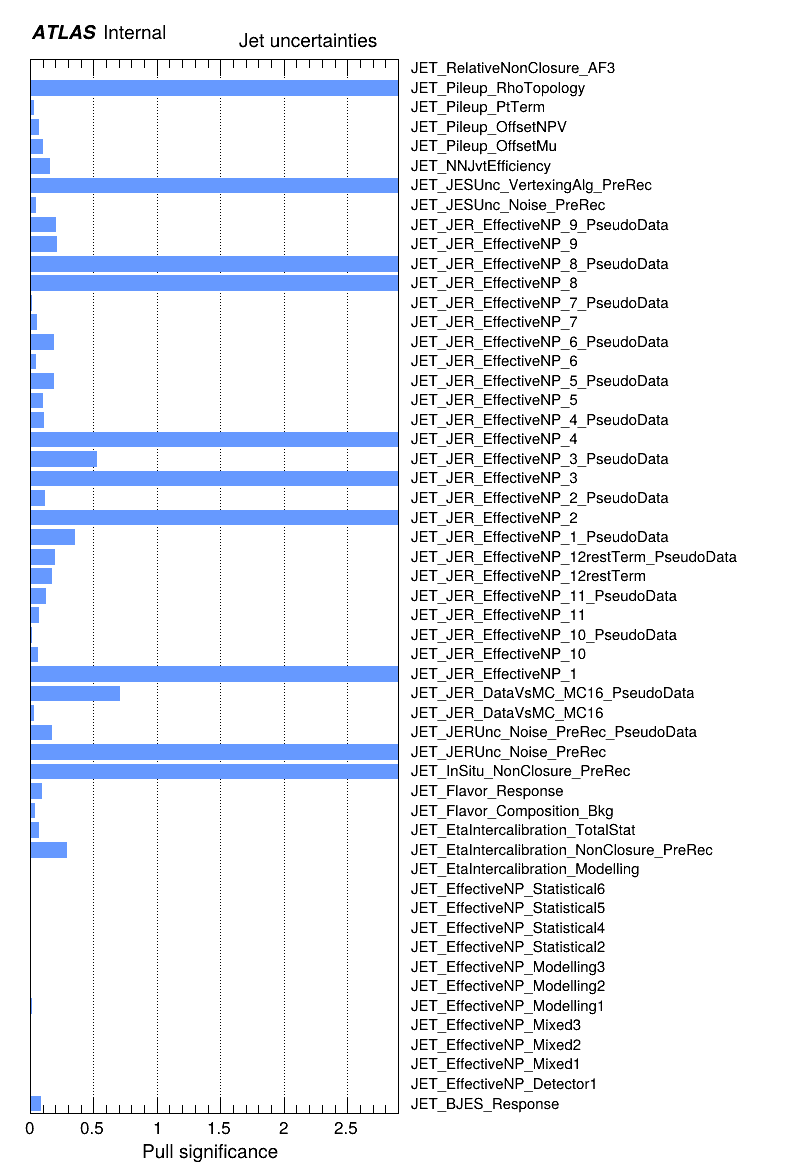 ATLAS Internal
Jet uncertainties
JET_RelativeNonClosure_AF3
JET_Pileup_RhoTopology
JET_Pileup_PtTerm
JET_Pileup_OffsetNPV
JET_Pileup_OffsetMu
JET_NNJvtEfficiency
JET_JESUnc_VertexingAlg_PreRec
JET_JESUnc_Noise_PreRec
JET_JER_EffectiveNP_9_PseudoData
JET_JER_EffectiveNP_9
JET_JER_EffectiveNP_8_PseudoData
JET_JER_EffectiveNP_8
JET_JER_EffectiveNP_7_PseudoData
JET_JER_EffectiveNP_7
JET_JER_EffectiveNP_6_PseudoData
JET_JER_EffectiveNP_6
JET_JER_EffectiveNP_5_PseudoData
JET_JER_EffectiveNP_5
JET_JER_EffectiveNP_4_PseudoData
JET_JER_EffectiveNP_4
JET_JER_EffectiveNP_3_PseudoData
JET_JER_EffectiveNP_3
JET_JER_EffectiveNP_2_PseudoData
JET_JER_EffectiveNP_2
JET_JER_EffectiveNP_1_PseudoData
JET_JER_EffectiveNP_12restTerm_PseudoData
JET_JER_EffectiveNP_12restTerm
JET_JER_EffectiveNP_11_PseudoData
JET_JER_EffectiveNP_11
JET_JER_EffectiveNP_10_PseudoData
JET_JER_EffectiveNP_10
JET_JER_EffectiveNP_1
JET_JER_DataVsMC_MC16_PseudoData
JET_JER_DataVsMC_MC16
JET_JERUnc_Noise_PreRec_PseudoData
JET_JERUnc_Noise_PreRec
JET_InSitu_NonClosure_PreRec
JET_Flavor_Response
JET_Flavor_Composition_Bkg
JET_EtaIntercalibration_TotalStat
JET_EtaIntercalibration_NonClosure_PreRec
JET_EtaIntercalibration_Modelling
JET_EffectiveNP_Statistical6
JET_EffectiveNP_Statistical5
JET_EffectiveNP_Statistical4
JET_EffectiveNP_Statistical2
JET_EffectiveNP_Modelling3
JET_EffectiveNP_Modelling2
JET_EffectiveNP_Modelling1
JET_EffectiveNP_Mixed3
JET_EffectiveNP_Mixed2
JET_EffectiveNP_Mixed1
JET_EffectiveNP_Detector1
JET_BJES_Response
0 0.5 1 1.5 2 2.5
Pull significance